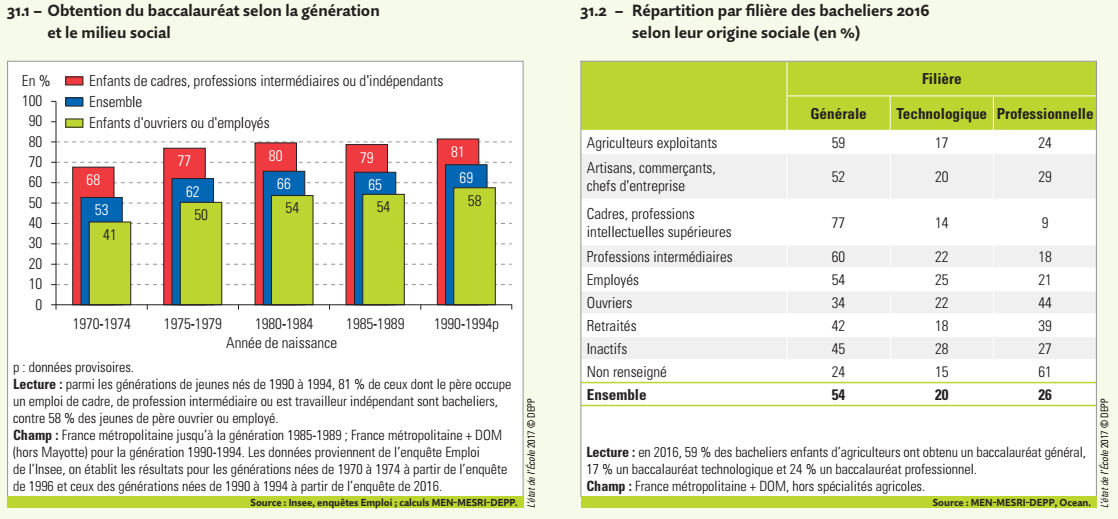 31.1 – Obtention du baccalauréat selon la génération
et le milieu social
En %
Enfants de cadres, professions intermédiaires ou d'indépendants
Ensemble
Enfants d'ouvriers ou d'employés
100
90
80
70
60
50
40
30
20
10
0
68 53 41
77 62 50
80 66 54
79 65 54
81 69 58
1970-1974 1975-1979 1980-1984 1985-1989 1990-1994p
Année de naissance
p : données provisoires.
Lecture : parmi les générations de jeunes nés de 1990 à 1994, 81 % de ceux dont le père occupe
un emploi de cadre, de profession intermédiaire ou est travailleur indépendant sont bacheliers,
contre 58 % des jeunes de père ouvrier ou employé.
Champ : France métropolitaine jusqu'à la génération 1985-1989 ; France métropolitaine + DOM
(hors Mayotte) pour la génération 1990-1994. Les données proviennent de l'enquête Emploi
de l'Insee, on établit les résultats pour les générations nées de 1970 à 1974 à partir de l'enquête
de 1996 et ceux des générations nées de 1990 à 1994 à partir de l'enquête de 2016.
Source : Insee, enquêtes Emploi ; calculs MEN-MESRI-DEPP.
L'état de l'École 2017 © DEPP
31.2 – Répartition par filière des bacheliers 2016
selon leur origine sociale (en %)
Filière
Générale Technologique Professionnelle
Agriculteurs exploitants 59 17 24
Artisans, commerçants,
chefs d'entreprise 52 20 29
Cadres, professions
intellectuelles supérieures 77 14 9
Professions intermédiaires 60 22 18
Employés 54 25 21
Ouvriers 34 22 44
Retraités 42 18 39
Inactifs 45 28 27
Non renseigné 24 15 61
Ensemble 54 20 26
Lecture : en 2016, 59 % des bacheliers enfants d'agriculteurs ont obtenu un baccalauréat général,
17 % un baccalauréat technologique et 24 % un baccalauréat professionnel.
Champ : France métropolitaine + DOM, hors spécialités agricoles.
Source : MEN-MESRI-DEPP, Ocean.
L'état de l'École 2017 © DEPP